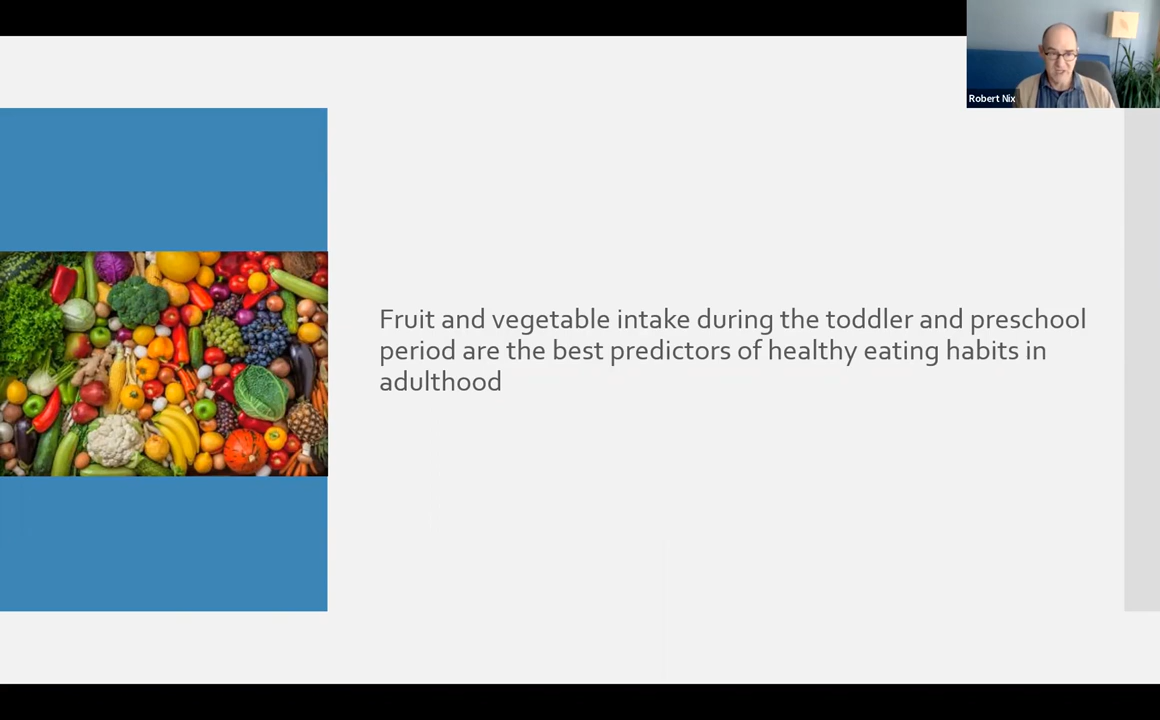 Robert Nix
Fruit and vegetable intake during the toddler and preschool
period are the best predictors of healthy eating habits in
adulthood